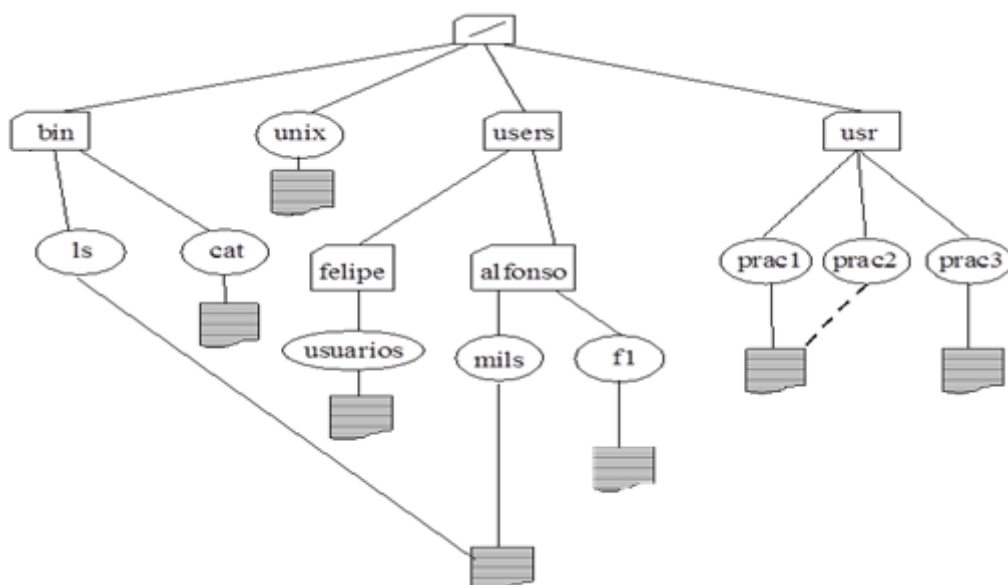 /
bin
unix
users
usr
ls
cat
felipe
alfonso
prac1
prac2
prac3
usuarios
mils
f1